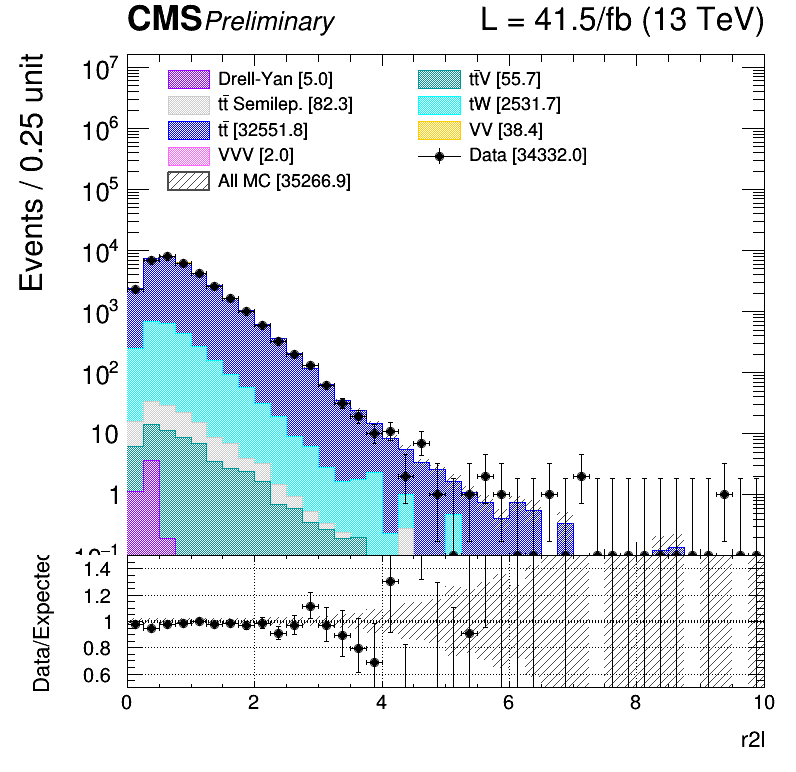 CMS Preliminary L = 41.5/fb (13 TeV)
Events / 0.25 unit
10⁷
10⁶
10⁵
10⁴
10³
10²
10
1
10⁻¹
Drell-Yan [5.0]
tt̄ Semilep. [82.3]
tt̄ [32551.8]
VVV [2.0]
All MC [35266.9]
tt̄V [55.7]
tW [2531.7]
VV [38.4]
Data [34332.0]
Data/Expected
1.4
1.2
1
0.8
0.6
0 2 4 6 8 10
r2l